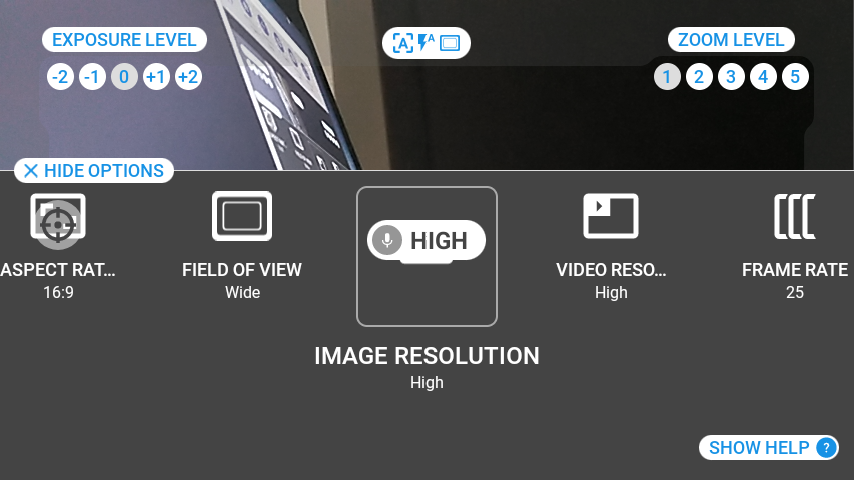 EXPOSURE LEVEL
-2 -1 0 +1 +2
A A
ZOOM LEVEL
1 2 3 4 5
HIDE OPTIONS
ASPECT RAT...
16:9
FIELD OF VIEW
Wide
HIGH
IMAGE RESOLUTION
High
VIDEO RESO...
High
FRAME RATE
25
SHOW HELP ?